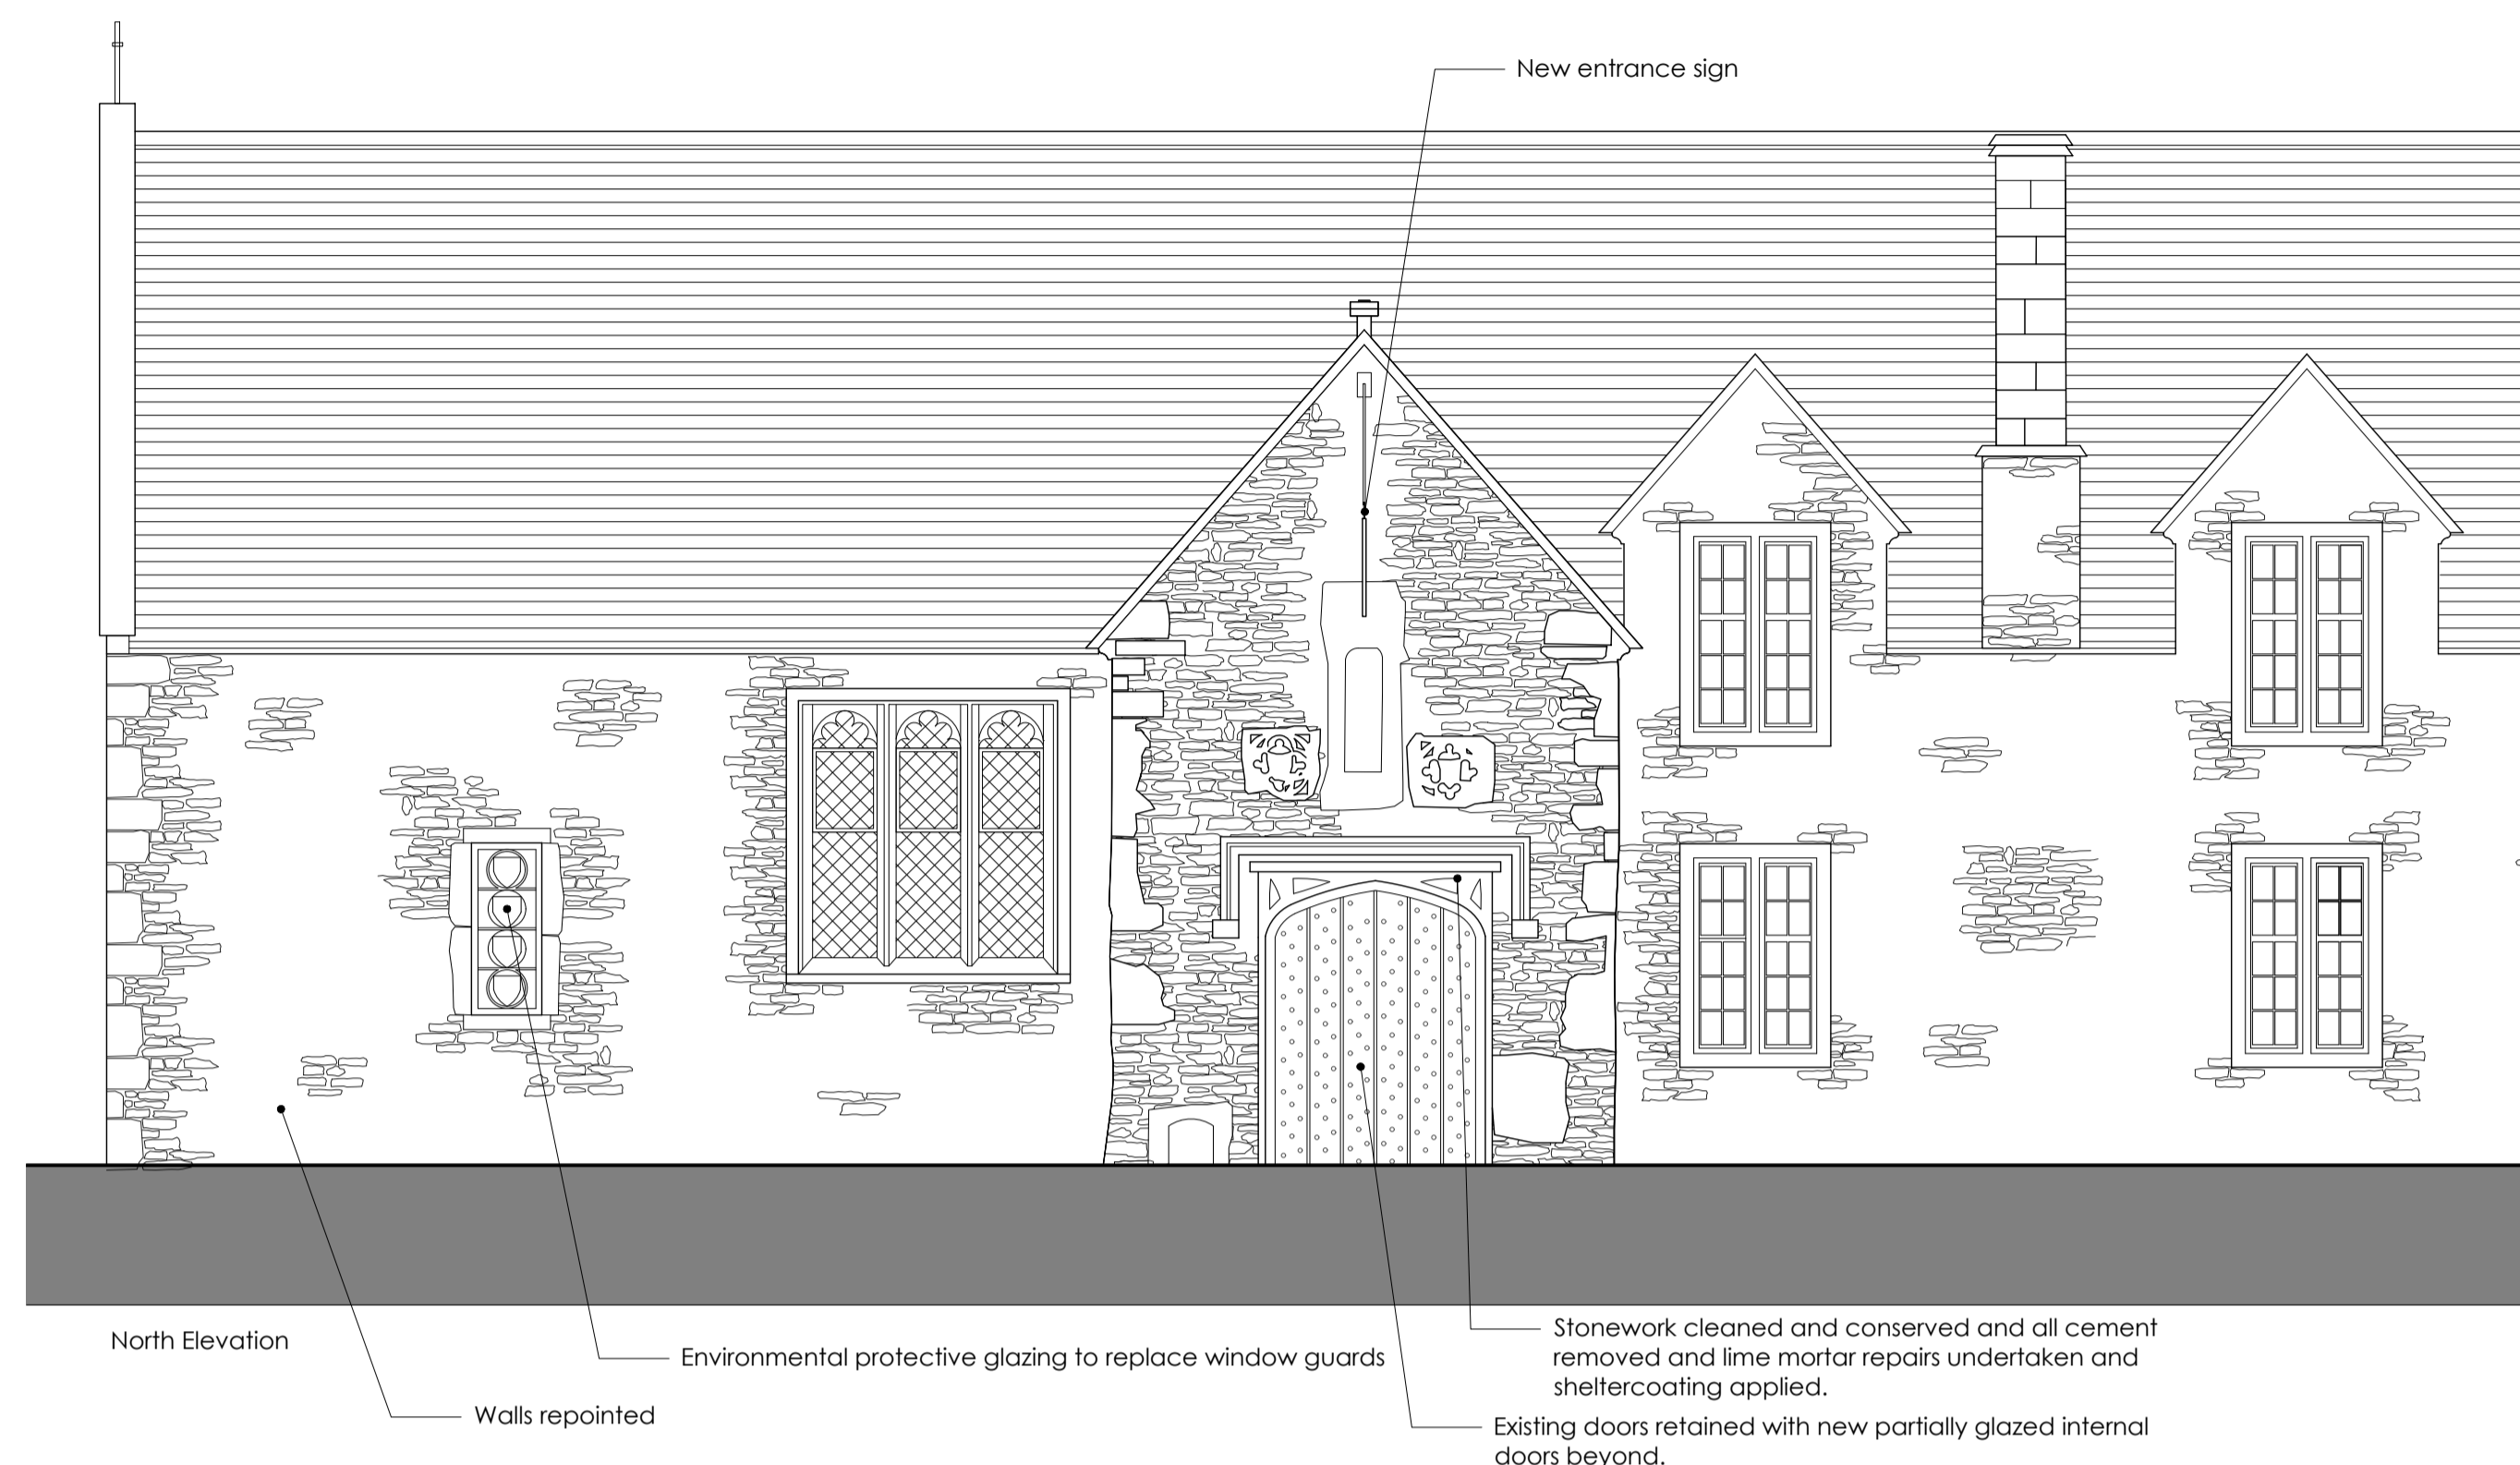 New entrance sign
North Elevation
Environmental protective glazing to replace window guards
Walls repointed
Stonework cleaned and conserved and all cement
removed and lime mortar repairs undertaken and
sheltercoating applied.
Existing doors retained with new partially glazed internal
doors beyond.